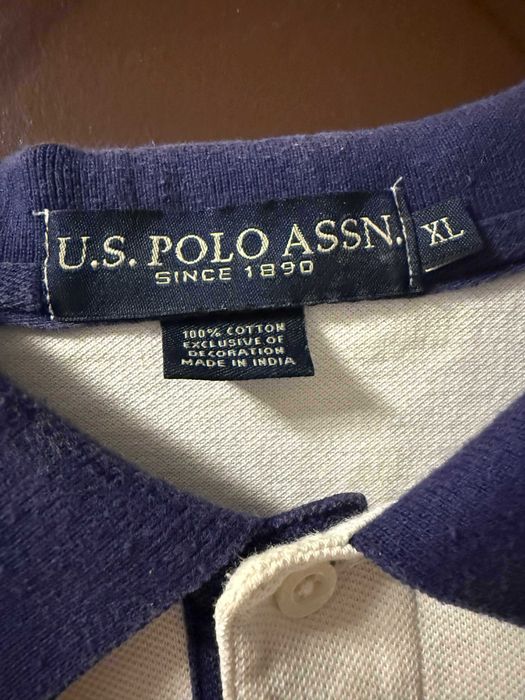 U.S. POLO ASSN.
SINCE 1890
XL
100% COTTON
EXCLUSIVE OF
DECORATION
MADE IN INDIA